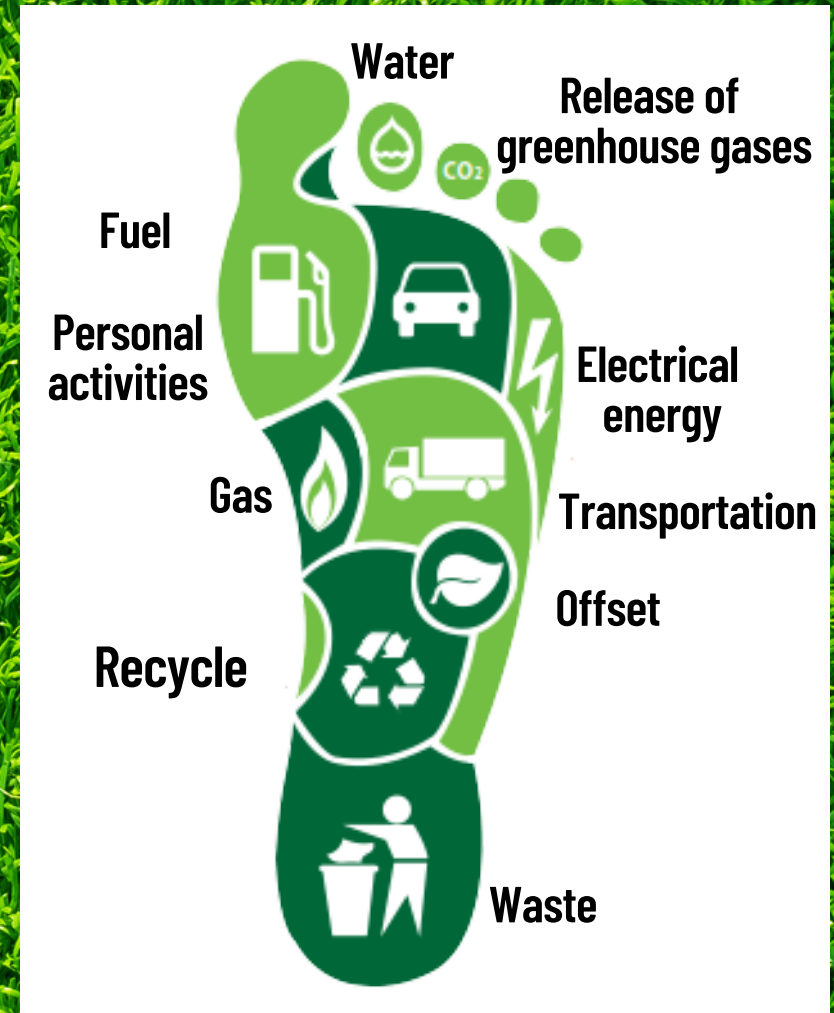 Water
Release of
greenhouse gases
CO₂
Fuel
Personal
activities
Electrical
energy
Gas
Transportation
Offset
Recycle
Waste